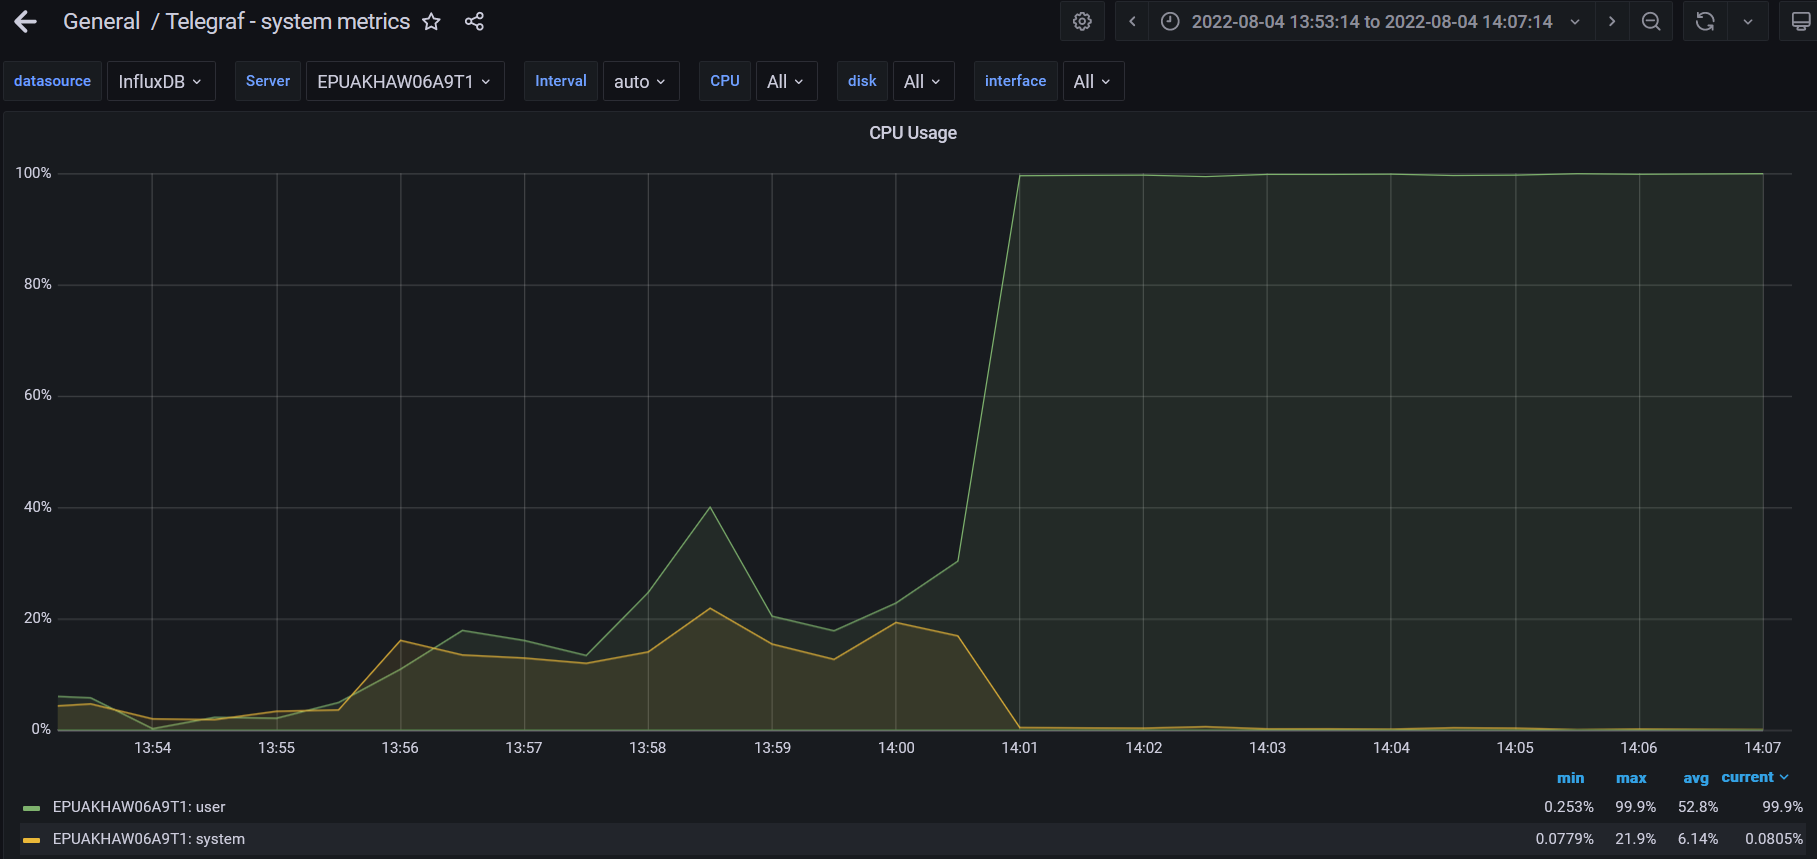 General / Telegraf - system metrics
2022-08-04 13:53:14 to 2022-08-04 14:07:14
datasource InfluxDB Server EPUAKHAW06A9T1 Interval auto CPU All disk All interface All
CPU Usage
100%
80%
60%
40%
20%
0%
13:54 13:55 13:56 13:57 13:58 13:59 14:00 14:01 14:02 14:03 14:04 14:05 14:06 14:07
min max avg current
EPUAKHAW06A9T1: user 0.253% 99.9% 52.8% 99.9%
EPUAKHAW06A9T1: system 0.0779% 21.9% 6.14% 0.0805%